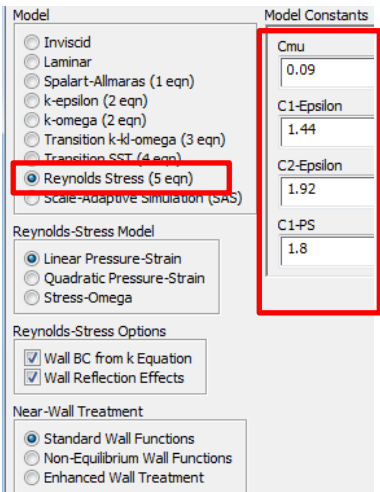 Model
Inviscid
Laminar
Spalart-Allmaras (1 eqn)
k-epsilon (2 eqn)
k-omega (2 eqn)
Transition k-kl-omega (3 eqn)
Transition SST (4 eqn)
Reynolds Stress (5 eqn)
Scale-Adaptive Simulation (SAS)
Reynolds-Stress Model
Linear Pressure-Strain
Quadratic Pressure-Strain
Stress-Omega
Reynolds-Stress Options
Wall BC from k Equation
Wall Reflection Effects
Near-Wall Treatment
Standard Wall Functions
Non-Equilibrium Wall Functions
Enhanced Wall Treatment
Model Constants
Cmu
0.09
C1-Epsilon
1.44
C2-Epsilon
1.92
C1-PS
1.8